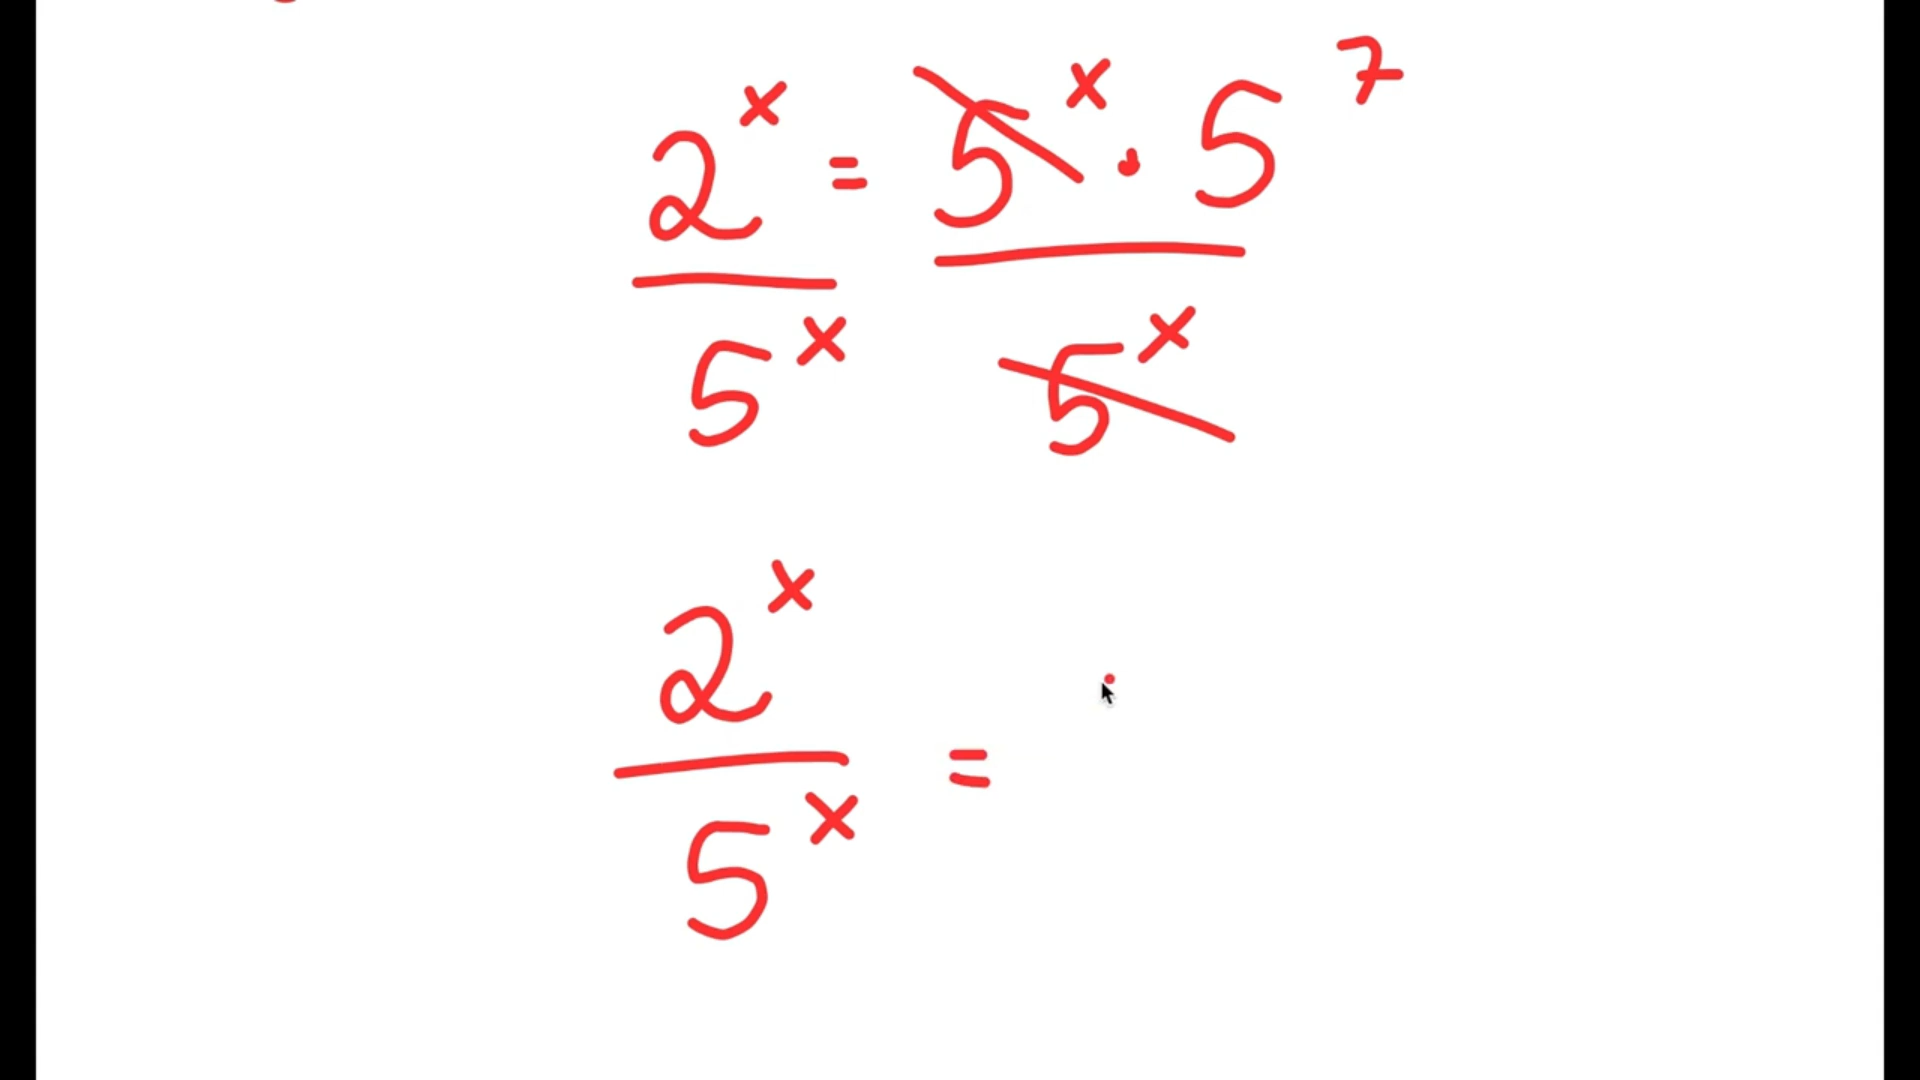 2^x = 5^x · 5^7
5^x 5^x
2^x
=
5^x